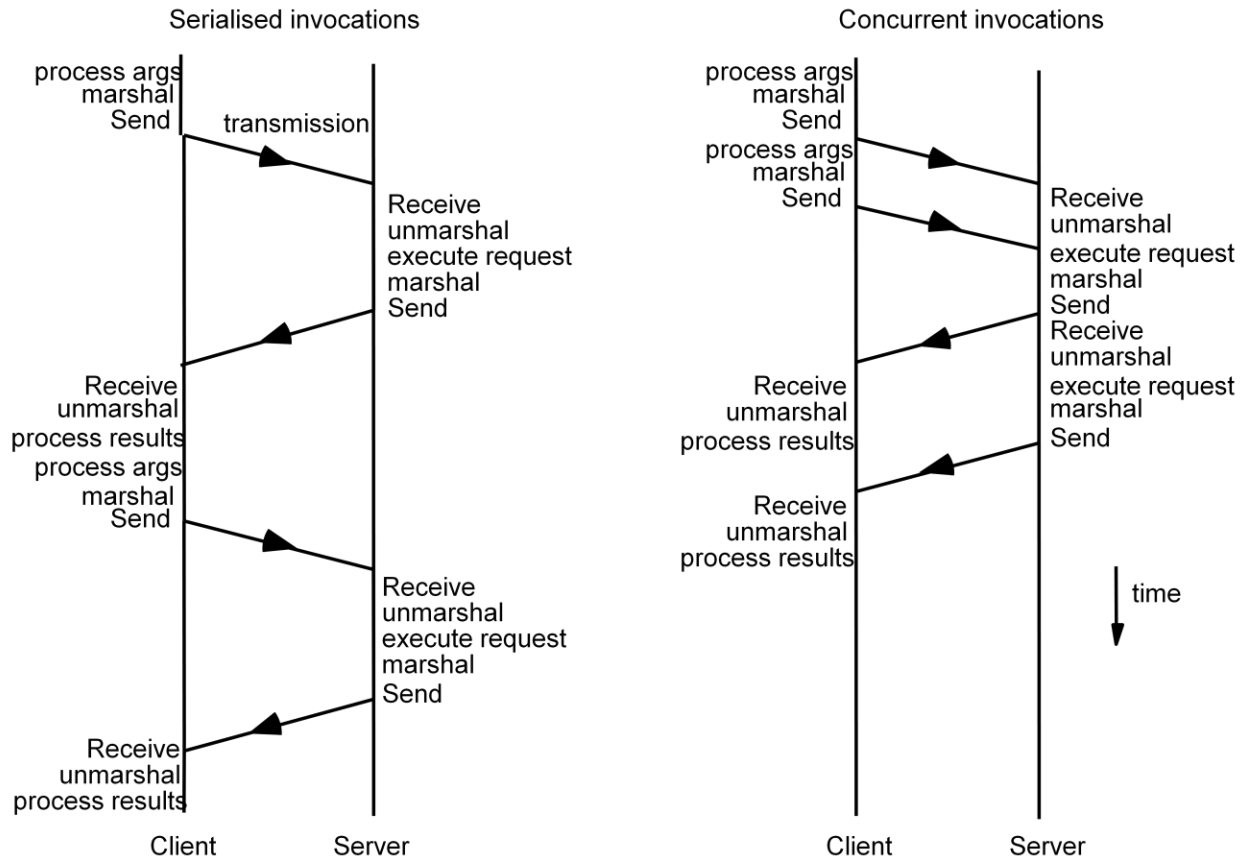 Serialised invocations
process args
marshal
Send
transmission
Receive
unmarshal
execute request
marshal
Send
Receive
unmarshal
process results
process args
marshal
Send
Receive
unmarshal
execute request
marshal
Send
Receive
unmarshal
process results
Client
Server
Concurrent invocations
process args
marshal
Send
process args
marshal
Send
Receive
unmarshal
execute request
marshal
Send
Receive
unmarshal
execute request
marshal
Send
Receive
unmarshal
process results
Receive
unmarshal
process results
time
Client
Server